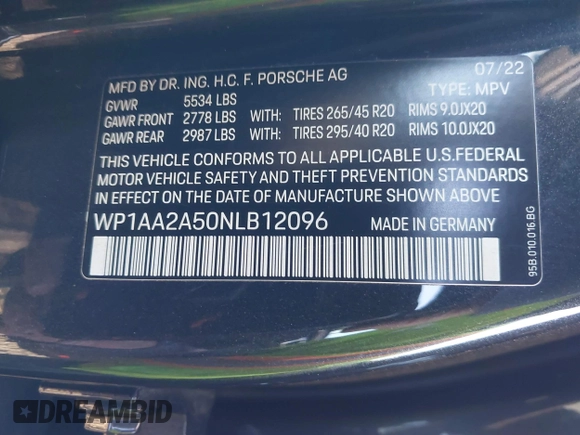 MFD BY DR. ING. H.C. F. PORSCHE AG 07/22
GVWR 5534 LBS TYPE: MPV
GAWR FRONT 2778 LBS WITH: TIRES 265/45 R20 RIMS 9.0JX20
GAWR REAR 2987 LBS WITH: TIRES 295/40 R20 RIMS 10.0JX20
THIS VEHICLE CONFORMS TO ALL APPLICABLE U.S.FEDERAL
MOTOR VEHICLE SAFETY AND THEFT PREVENTION STANDARDS
IN EFFECT ON THE DATE OF MANUFACTURE SHOWN ABOVE
WP1AA2A50NLB12096 MADE IN GERMANY
95B.010.016.BG
DREAMBID